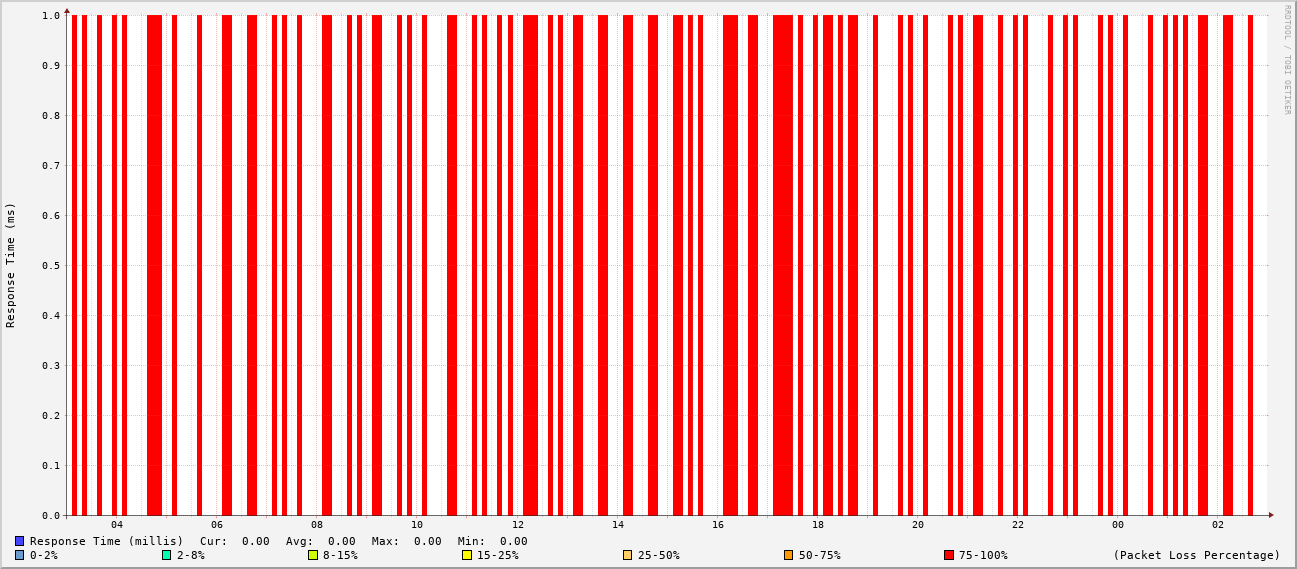 RRDTOOL / TOBI OETIKER
Response Time (ms)
1.0
0.9
0.8
0.7
0.6
0.5
0.4
0.3
0.2
0.1
0.0
04 06 08 10 12 14 16 18 20 22 00 02
Response Time (millis) Cur: 0.00 Avg: 0.00 Max: 0.00 Min: 0.00
0-2% 2-8% 8-15% 15-25% 25-50% 50-75% 75-100% (Packet Loss Percentage)